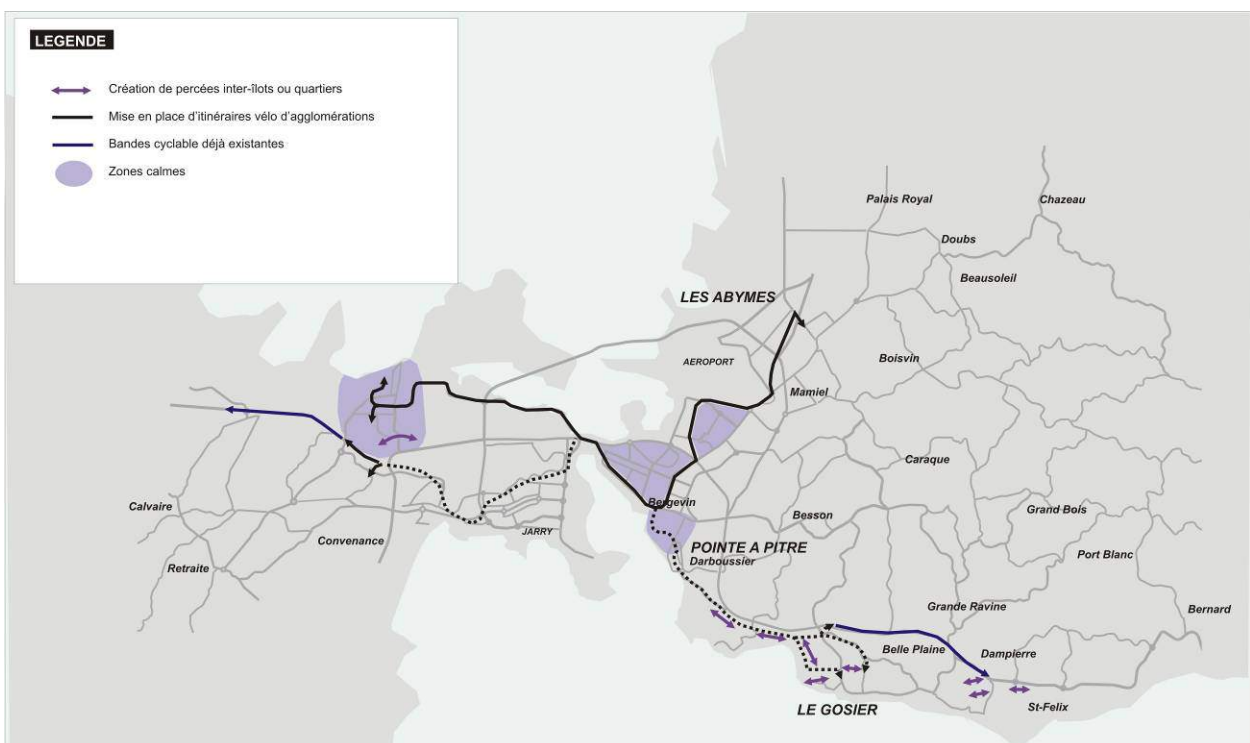 LEGENDE
Création de percées inter-îlots ou quartiers
Mise en place d'itinéraires vélo d'agglomérations
Bandes cyclable déjà existantes
Zones calmes
Palais Royal
Chazeau
Doubs
Beausoleil
LES ABYMES
AEROPORT
Boisvin
Mamiel
Caraque
Calvaire
Bergevin
Besson
Grand Bois
JARRY
Convenance
POINTE A PITRE
Darboussier
Port Blanc
Retraite
Grande Ravine
Bernard
Belle Plaine
Dampierre
LE GOSIER
St-Felix